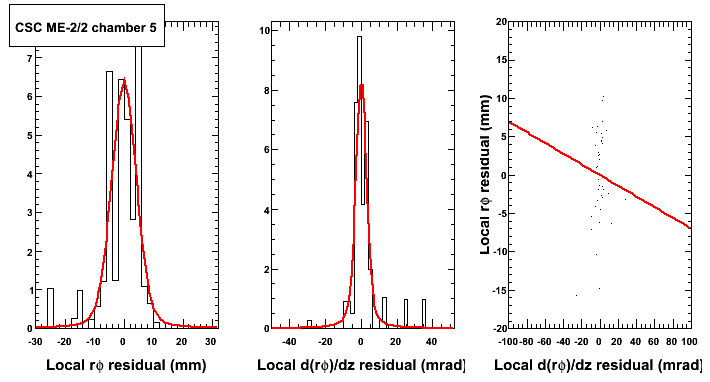 CSC ME-2/2 chamber 5
7
6
5
4
3
2
1
0
-30 -20 -10 0 10 20 30
Local rϕ residual (mm)
10
8
6
4
2
0
-40 -20 0 20 40
Local d(rϕ)/dz residual (mrad)
Local rϕ residual (mm)
20
15
10
5
0
-5
-10
-15
-20
-100 -80 -60 -40 -20 0 20 40 60 80 100
Local d(rϕ)/dz residual (mrad)